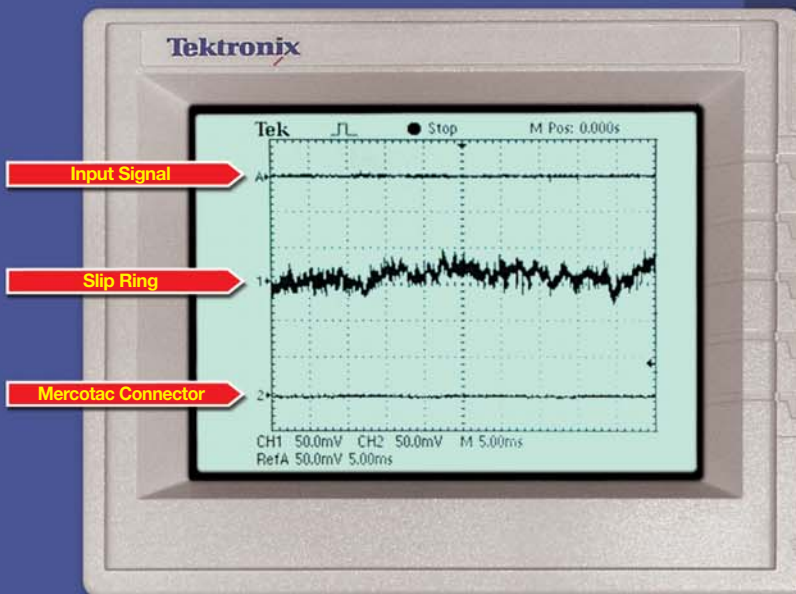 Tektronix
Tek Stop M Pos: 0.000s
Input Signal
A
Slip Ring
1
Mercotac Connector
2
CH1 50.0mV CH2 50.0mV M 5.00ms
RefA 50.0mV 5.00ms